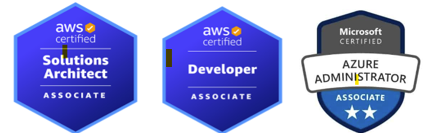 aws
certified
Solutions
Architect
ASSOCIATE
aws
certified
Developer
ASSOCIATE
Microsoft
CERTIFIED
AZURE
ADMINISTRATOR
ASSOCIATE